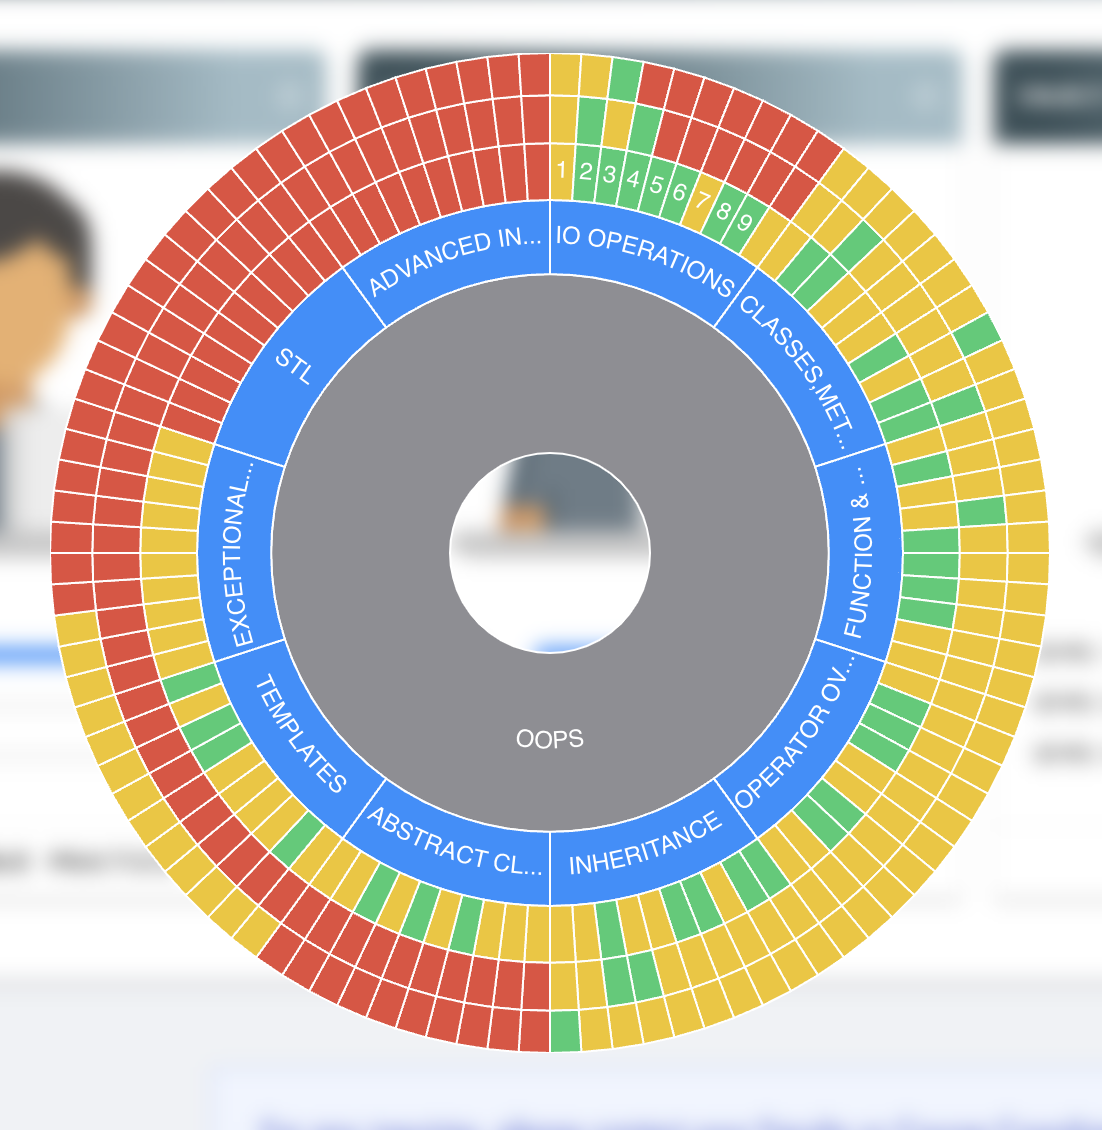 1
2
3
4
5
6
7
8
9
IO OPERATIONS
CLASSES,MET...
FUNCTION & ...
OPERATOR OV...
INHERITANCE
ABSTRACT CL...
TEMPLATES
EXCEPTIONAL...
STL
ADVANCED IN...
OOPS